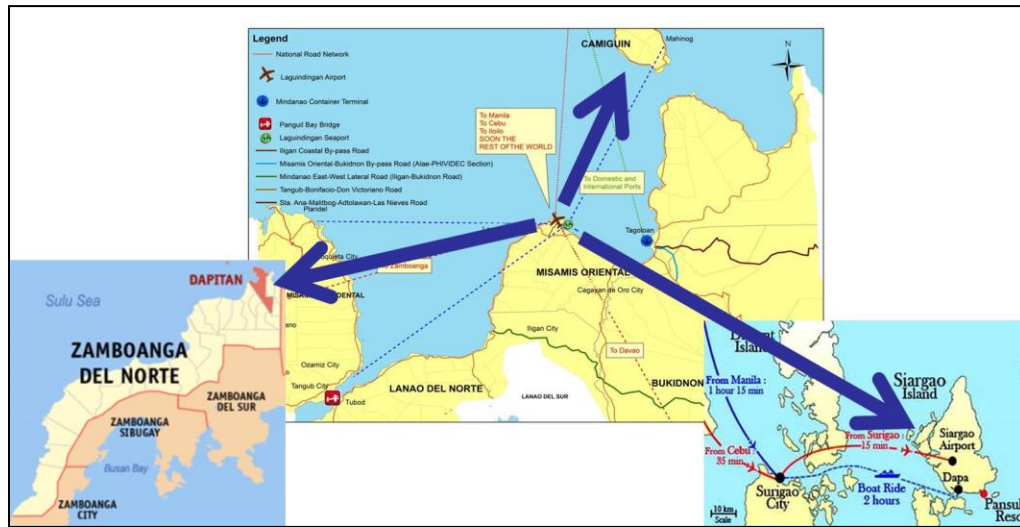 Legend
National Road Network
Laguindingan Airport
Mindanao Container Terminal
Panguil Bay Bridge
Laguindingan Seaport
Iligan Coastal By-pass Road
Misamis Oriental-Bukidnon By-pass Road (Alae-PHIVIDEC Section)
Mindanao East-West Lateral Road (Iligan-Bukidnon Road)
Tangub-Bonifacio-Don Victoriano Road
Sta. Ana-Malitbog-Adtolawan-Las Nieves Road
CAMIGUIN
Mahinog
N
To Manila
To Cebu
To Iloilo
SOON THE
REST OF THE WORLD
To Domestic and
International Ports
Plaridel
Tagoloan
To Zamboanga
MISAMIS ORIENTAL
Cagayan de Oro City
Iligan City
Ozamiz City
Tangub City
Tubod
LANAO DEL NORTE
LANAO DEL SUR
To Davao
BUKIDNON
DAPITAN
Sulu Sea
ZAMBOANGA
DEL NORTE
ZAMBOANGA
DEL SUR
ZAMBOANGA
SIBUGAY
Busan Bay
ZAMBOANGA
CITY
Island
From Manila :
1 hour 15 min
Siargao
Island
From Cebu :
35 min
From Surigao :
15 min
Siargao
Airport
Dapa
Surigao
City
Boat Ride
2 hours
10 km
Scale
Pansu
Reso